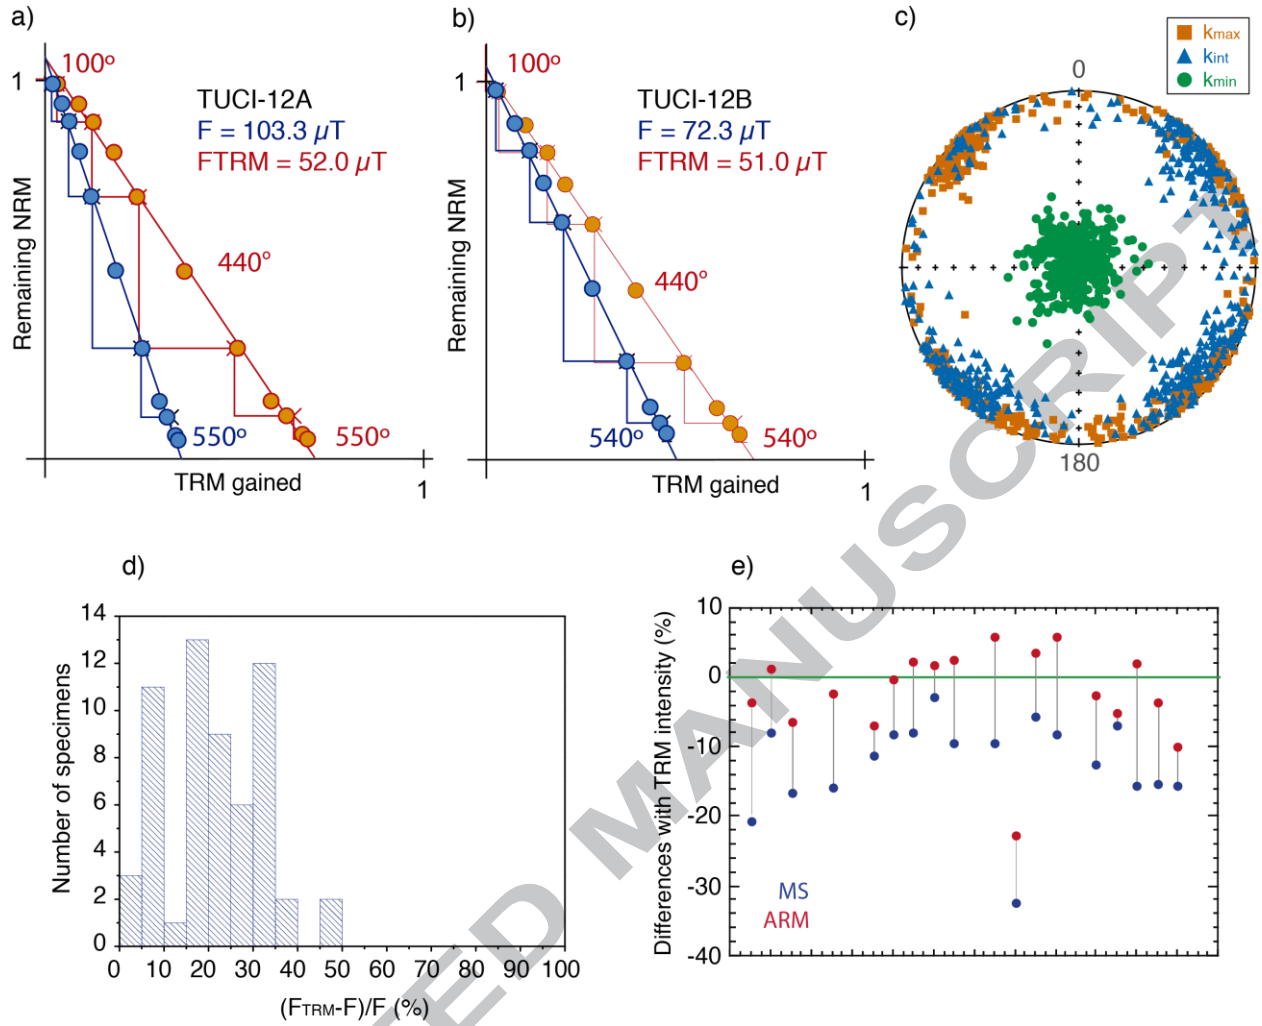 a)
1
100°
TUCI-12A
F = 103.3 µT
FTRM = 52.0 µT
440°
550°
550°
Remaining NRM
TRM gained
1
b)
1
100°
TUCI-12B
F = 72.3 µT
FTRM = 51.0 µT
440°
540°
540°
Remaining NRM
TRM gained
1
c)
kmax
kint
kmin
0
180
d)
14
12
10
8
6
4
2
0
Number of specimens
0 10 20 30 40 50 60 70 80 90 100
(FTRM-F)/F (%)
e)
10
0
-10
-20
-30
-40
Differences with TRM intensity (%)
MS
ARM
TED MANUSCRIPT